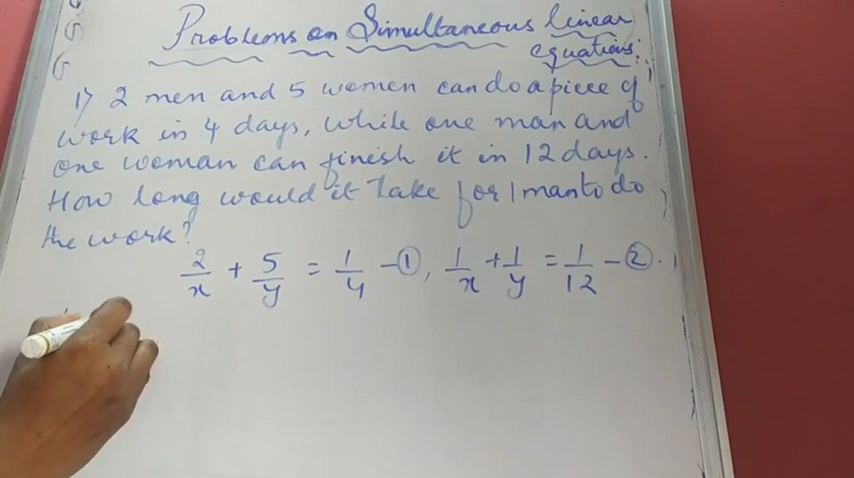 Problems on Simultaneous linear
equations:
1) 2 men and 5 women can do a piece of
work in 4 days, while one man and
one woman can finish it in 12 days.
How long would it take for 1 man to do
the work?
2/x + 5/y = 1/4 - ①, 1/x + 1/y = 1/12 - ②.